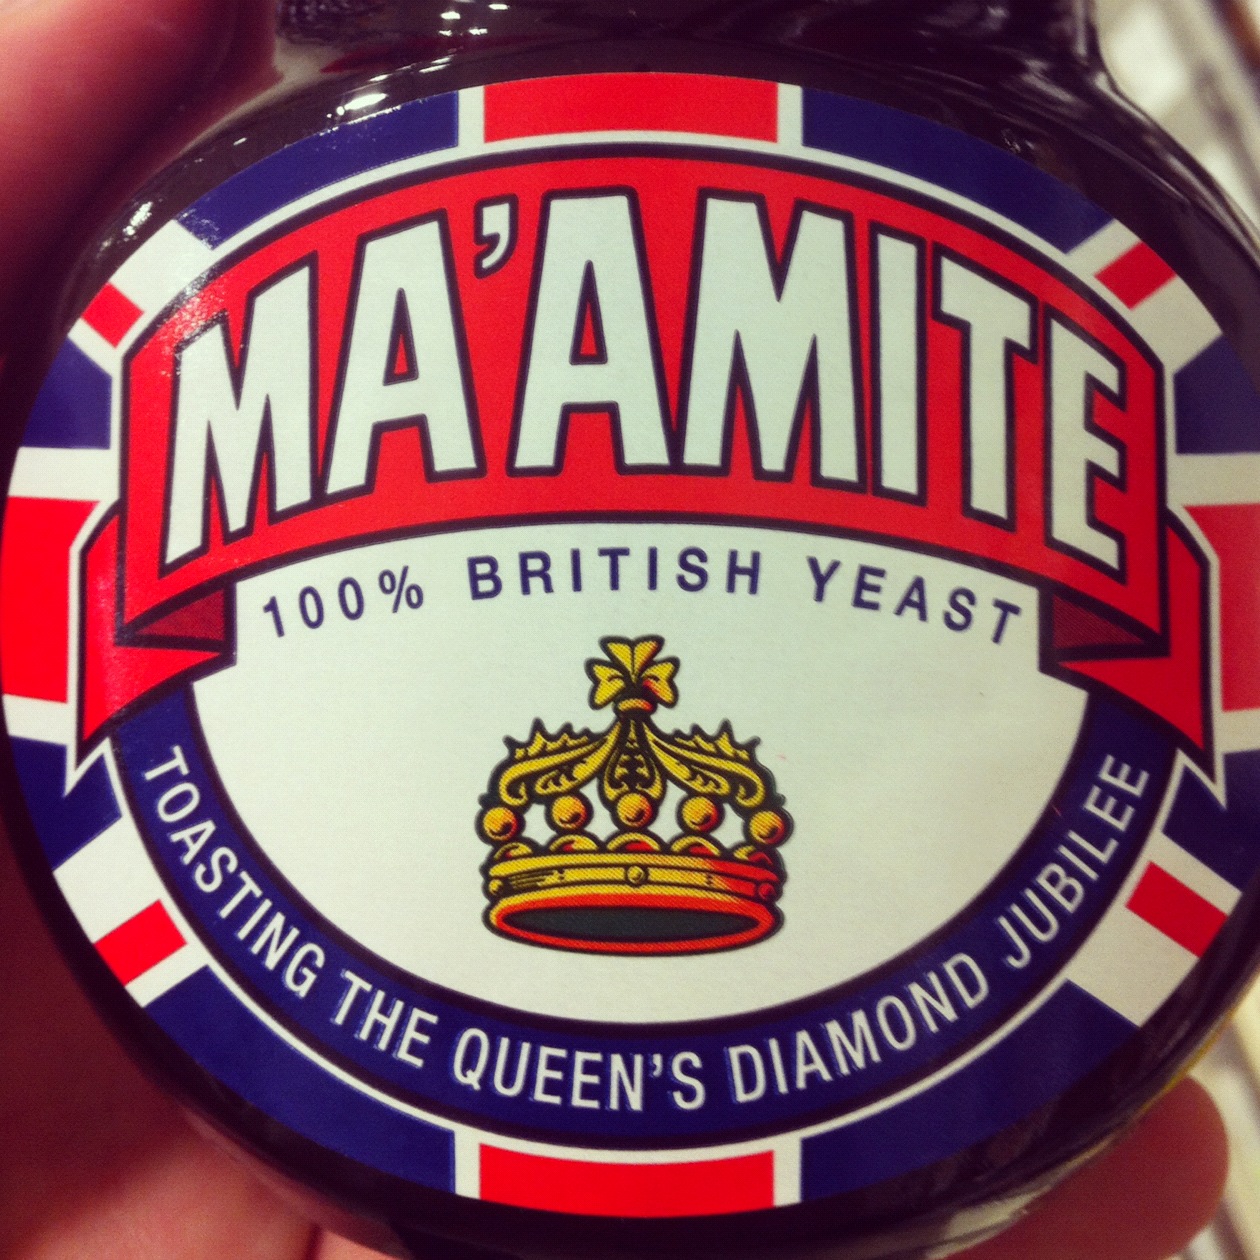 MA'AMITE
100% BRITISH YEAST
TOASTING THE QUEEN'S DIAMOND JUBILEE